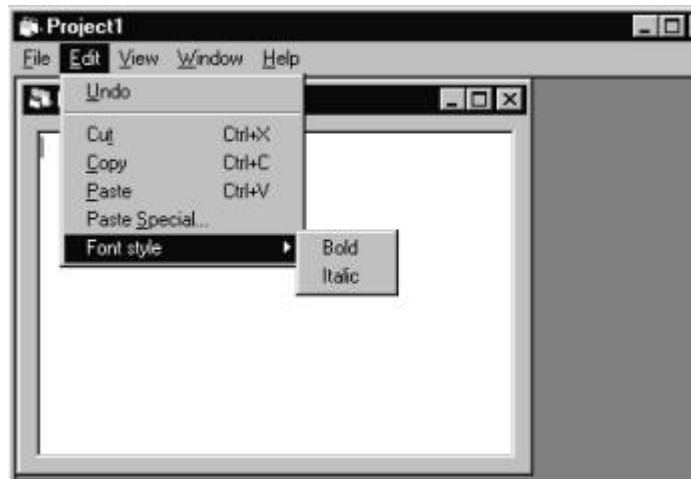 Project1
File Edit View Window Help
Undo
Cut Ctrl+X
Copy Ctrl+C
Paste Ctrl+V
Paste Special...
Font style
Bold
Italic